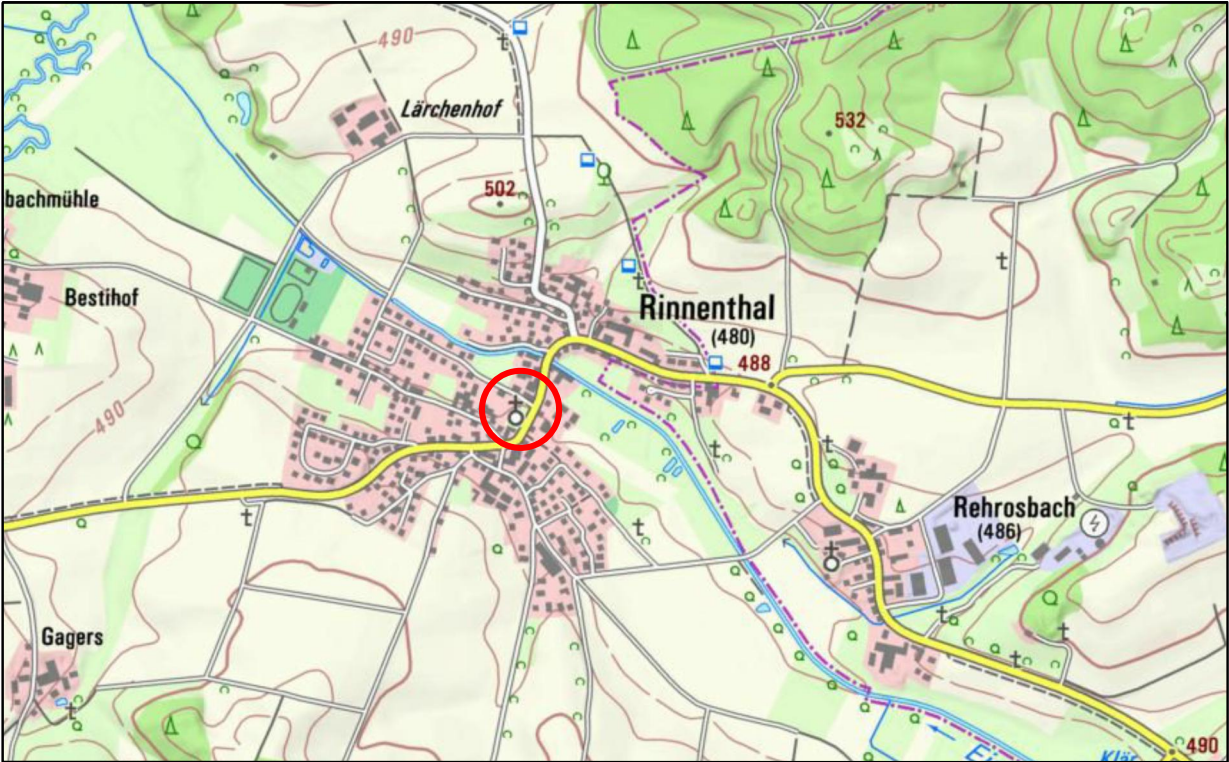 490
Lärchenhof
532
502
bachmühle
Bestihof
Rinnenthal
(480)
488
490
Rehrosbach
(486)
Gagers
490